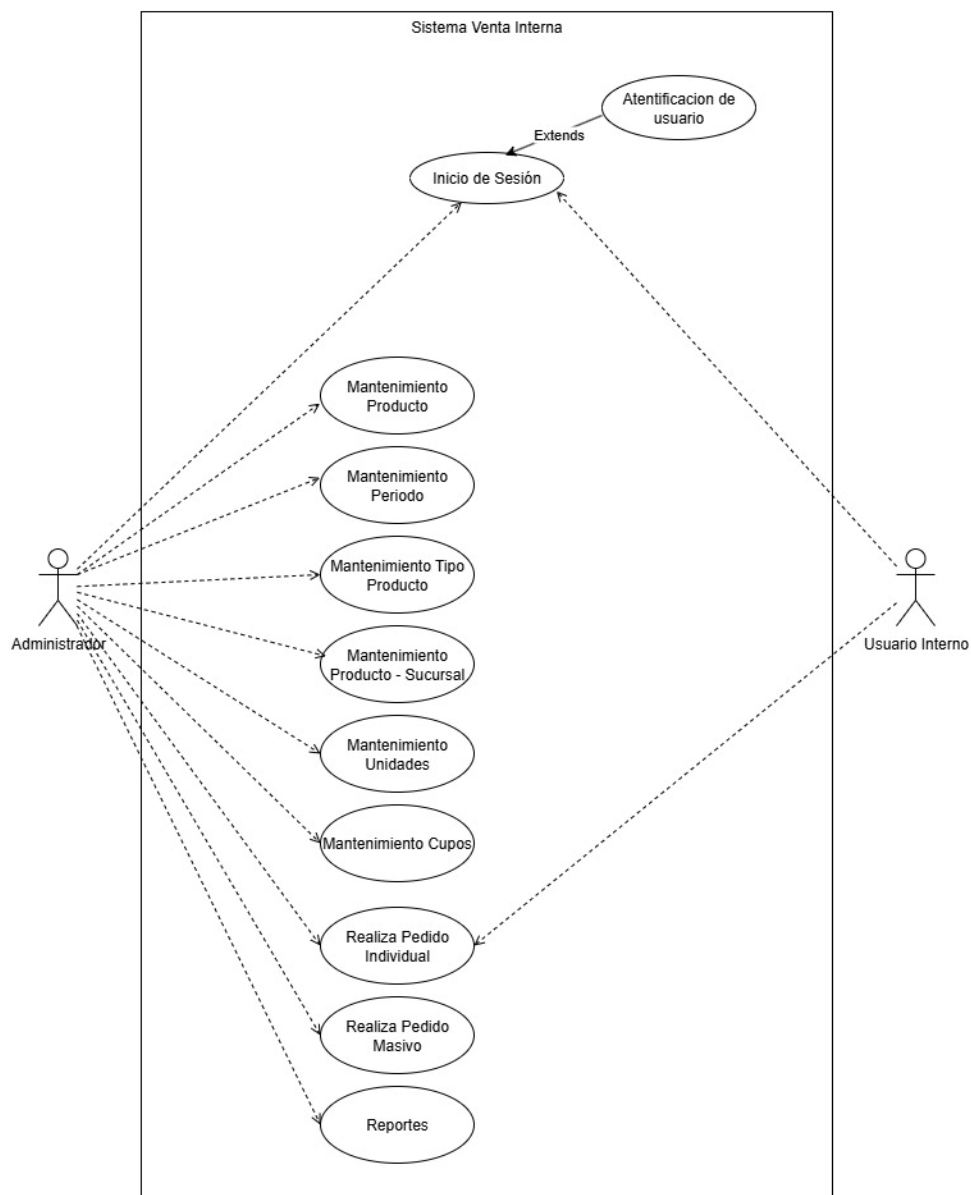 Sistema Venta Interna
Atentificacion de
usuario
Extends
Inicio de Sesión
Mantenimiento
Producto
Mantenimiento
Periodo
Mantenimiento Tipo
Producto
Administrador
Usuario Interno
Mantenimiento
Producto - Sucursal
Mantenimiento
Unidades
Mantenimiento Cupos
Realiza Pedido
Individual
Realiza Pedido
Masivo
Reportes